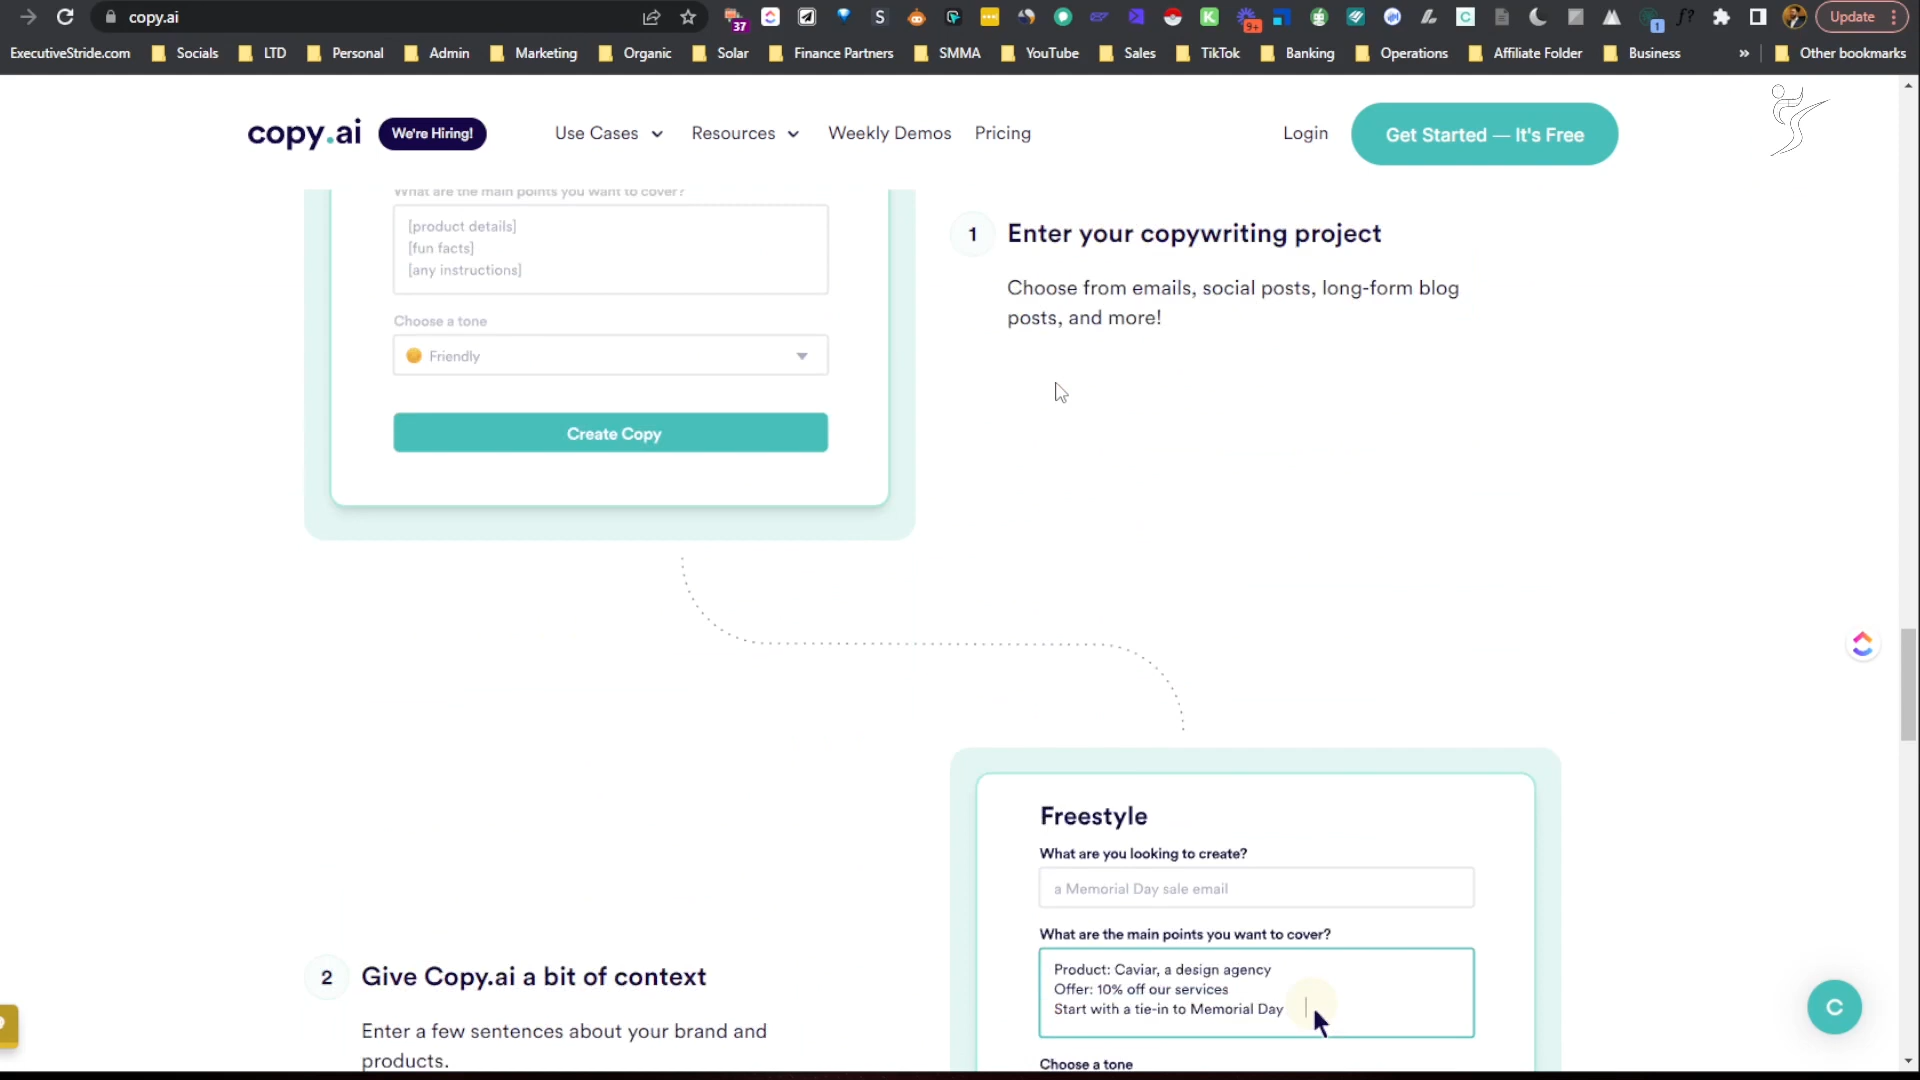 copy.ai
37
S
K
9+
C
1
f?
Update
ExecutiveStride.com
Socials
LTD
Personal
Admin
Marketing
Organic
Solar
Finance Partners
SMMA
YouTube
Sales
TikTok
Banking
Operations
Affiliate Folder
Business
»
Other bookmarks
copy.ai
We're Hiring!
Use Cases
Resources
Weekly Demos
Pricing
Login
Get Started — It's Free
What are the main points you want to cover?
[product details]
[fun facts]
[any instructions]
Choose a tone
Friendly
Create Copy
1
Enter your copywriting project
Choose from emails, social posts, long-form blog
posts, and more!
Freestyle
What are you looking to create?
a Memorial Day sale email
What are the main points you want to cover?
Product: Caviar, a design agency
Offer: 10% off our services
Start with a tie-in to Memorial Day
Choose a tone
2
Give Copy.ai a bit of context
Enter a few sentences about your brand and
products.
C